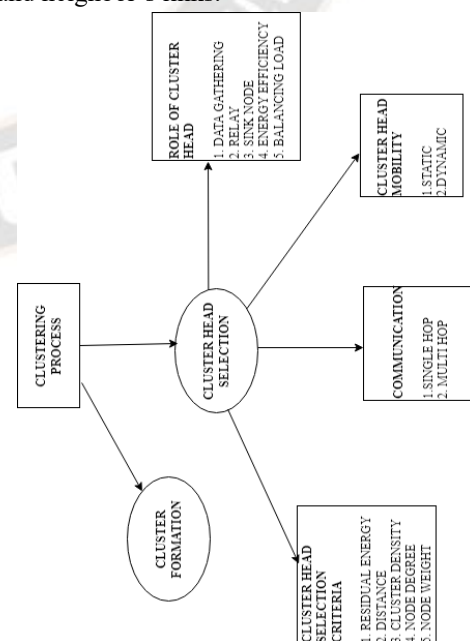 and neighbor's links.
CLUSTERING
PROCESS
CLUSTER
FORMATION
CLUSTER HEAD
SELECTION
CLUSTER HEAD
SELECTION
CRITERIA
1. RESIDUAL ENERGY
2. DISTANCE
3. CLUSTER DENSITY
4. NODE DEGREE
5. NODE WEIGHT
COMMUNICATION
1.SINGLE HOP
2. MULTI HOP
CLUSTER HEAD
MOBILITY
1.STATIC
2.DYNAMIC
ROLE OF CLUSTER
HEAD
1. DATA GATHERING
2. RELAY
3. SINK NODE
4. ENERGY EFFICIENCY
5. BALANCING LOAD